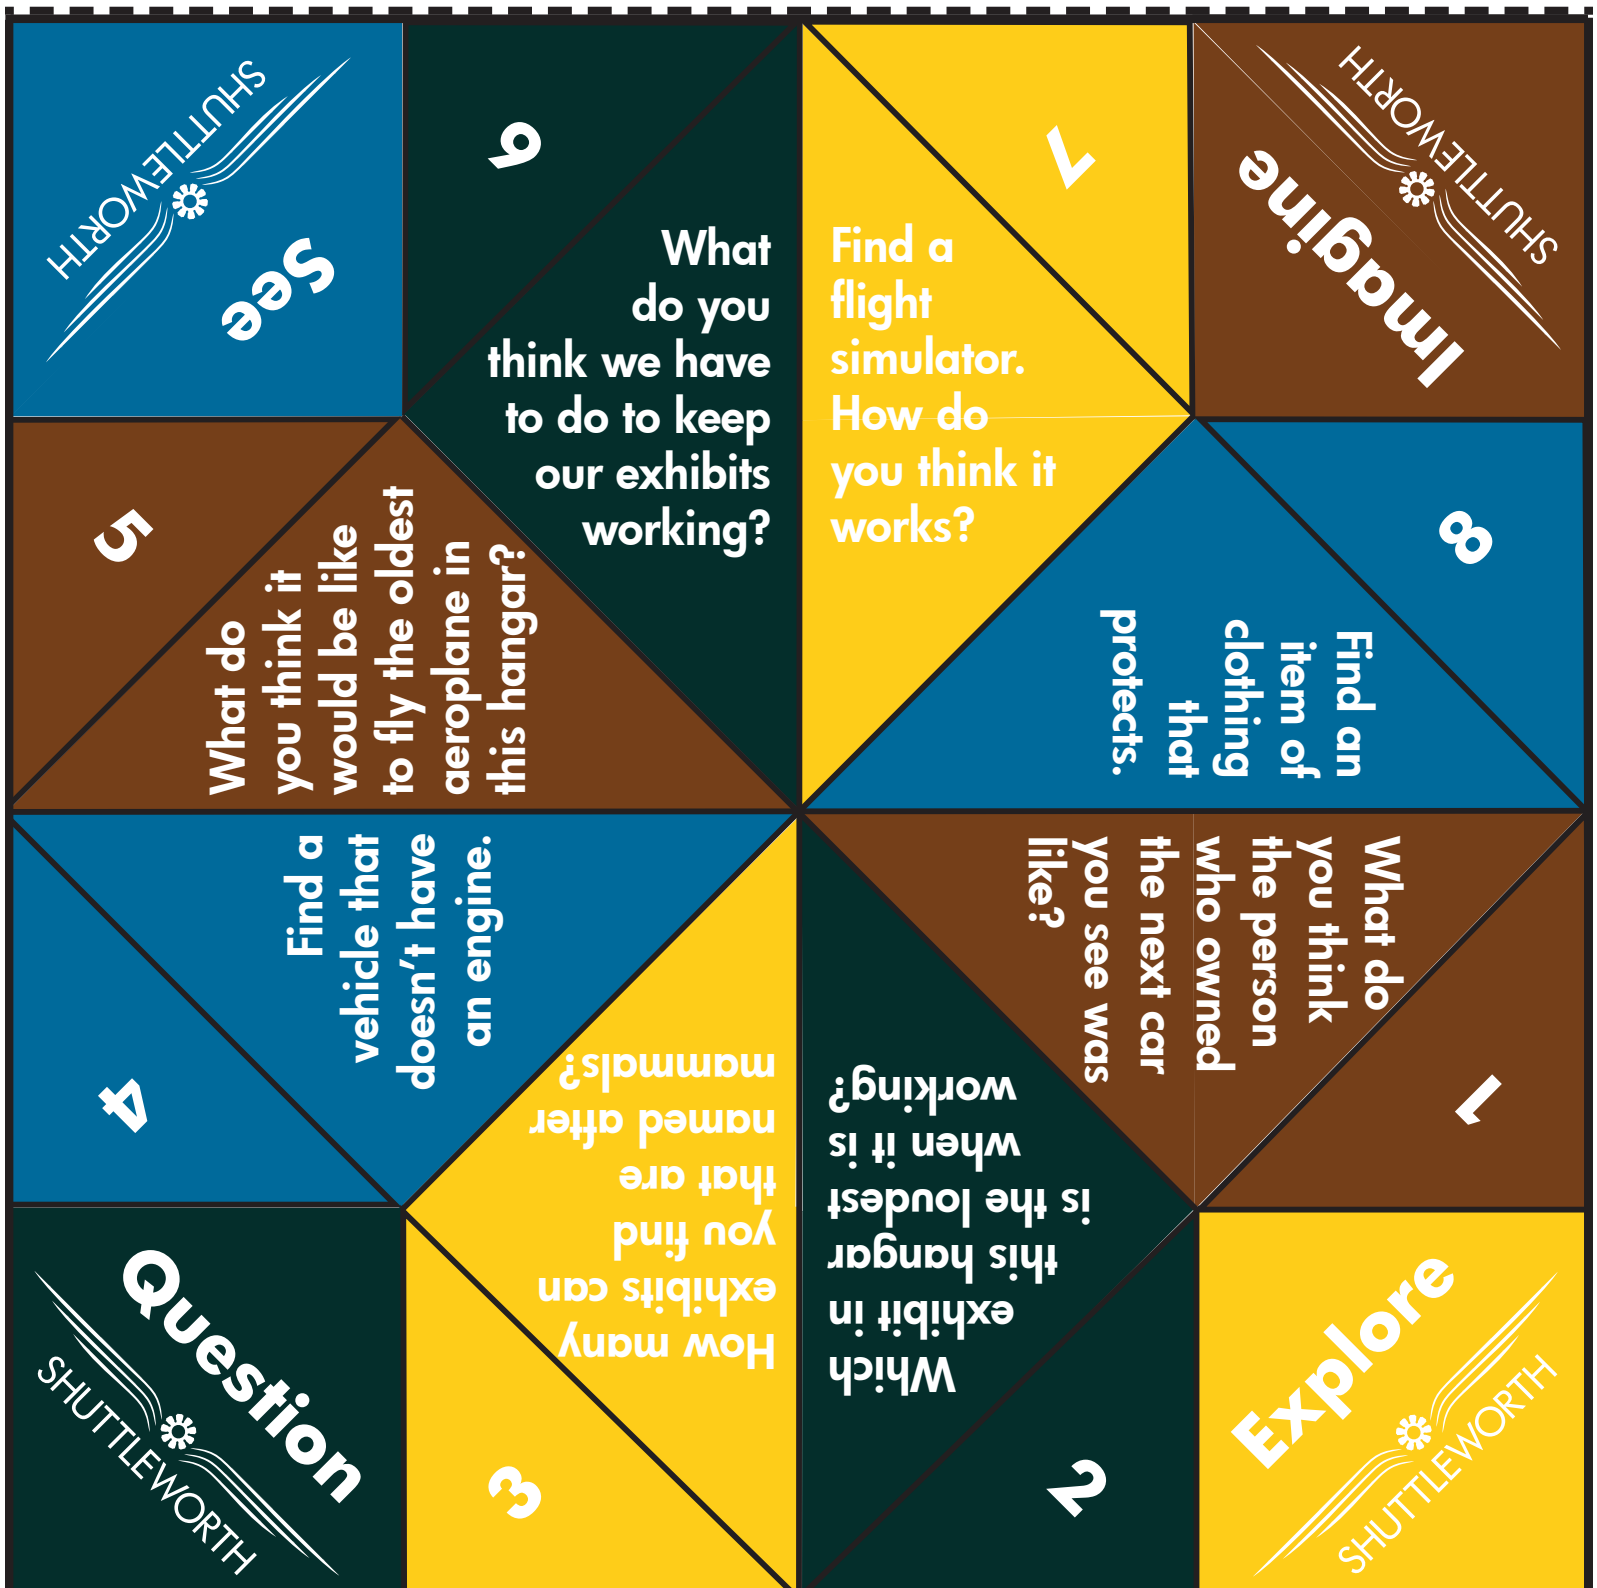 SHUTTLEWORTH
See
6
What
do you
think we have
to do to keep
our exhibits
working?
7
Find a
flight
simulator.
How do
you think it
works?
SHUTTLEWORTH
Imagine
5
What do
you think it
would be like
to fly the oldest
aeroplane in
this hangar?
8
Find an
item of
clothing
that
protects.
4
Find a
vehicle that
doesn't have
an engine.
1
What do
you think
the person
who owned
the next car
you see was
like?
Question
SHUTTLEWORTH
3
How many
exhibits can
you find
that are
named after
mammals?
2
Which
exhibit in
this hangar
is the loudest
when it is
working?
Explore
SHUTTLEWORTH